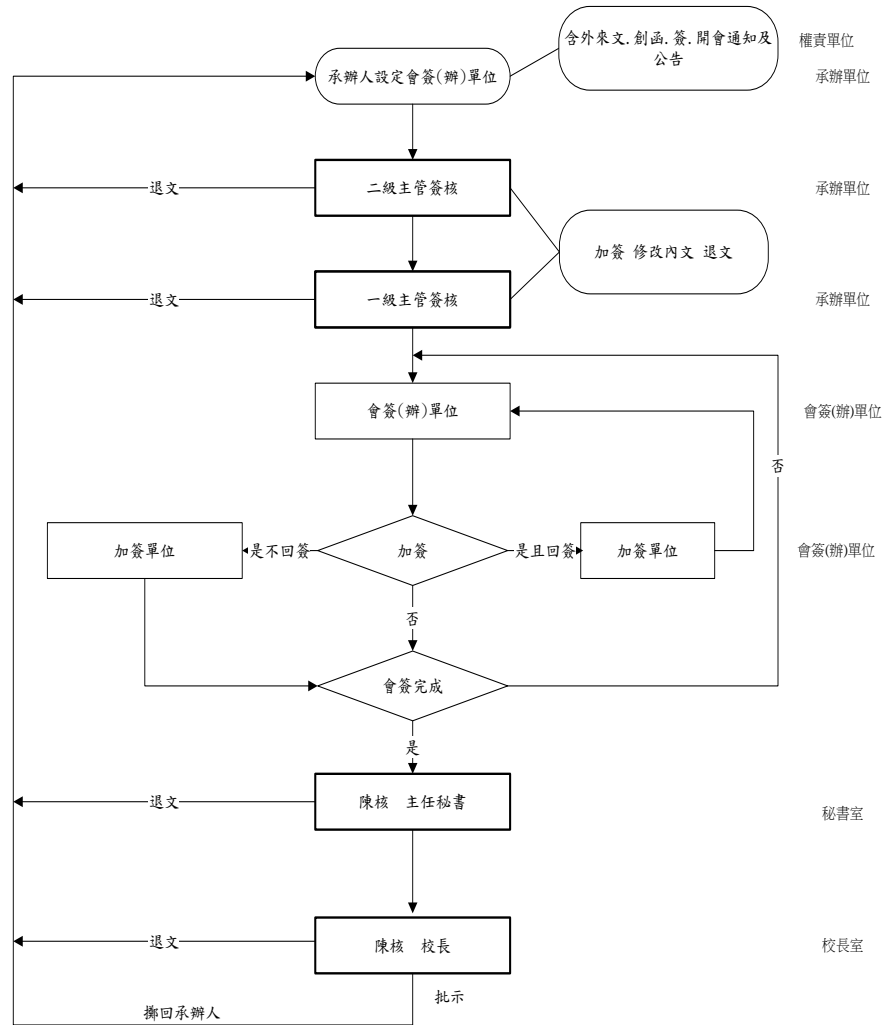 含外來文.創函.簽.開會通知及
公告
權責單位
承辦人設定會簽(辦)單位
承辦單位
退文
二級主管簽核
承辦單位
加簽 修改內文 退文
退文
一級主管簽核
承辦單位
會簽(辦)單位
會簽(辦)單位
否
加簽單位
是不回簽
加簽
是且回簽
加簽單位
會簽(辦)單位
否
會簽完成
是
退文
陳核 主任秘書
秘書室
退文
陳核 校長
校長室
批示
擲回承辦人